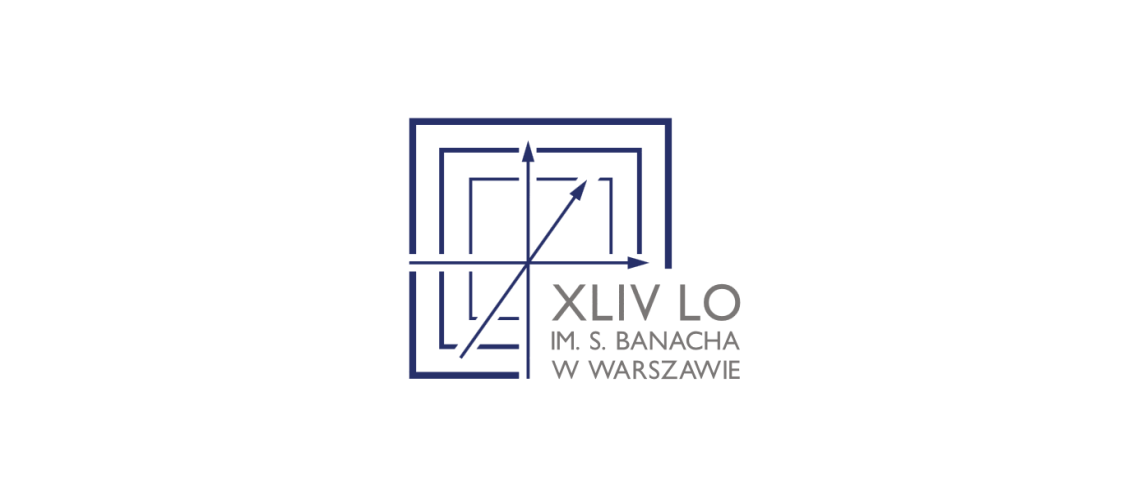 XLIV LO
IM. S. BANACHA
W WARSZAWIE